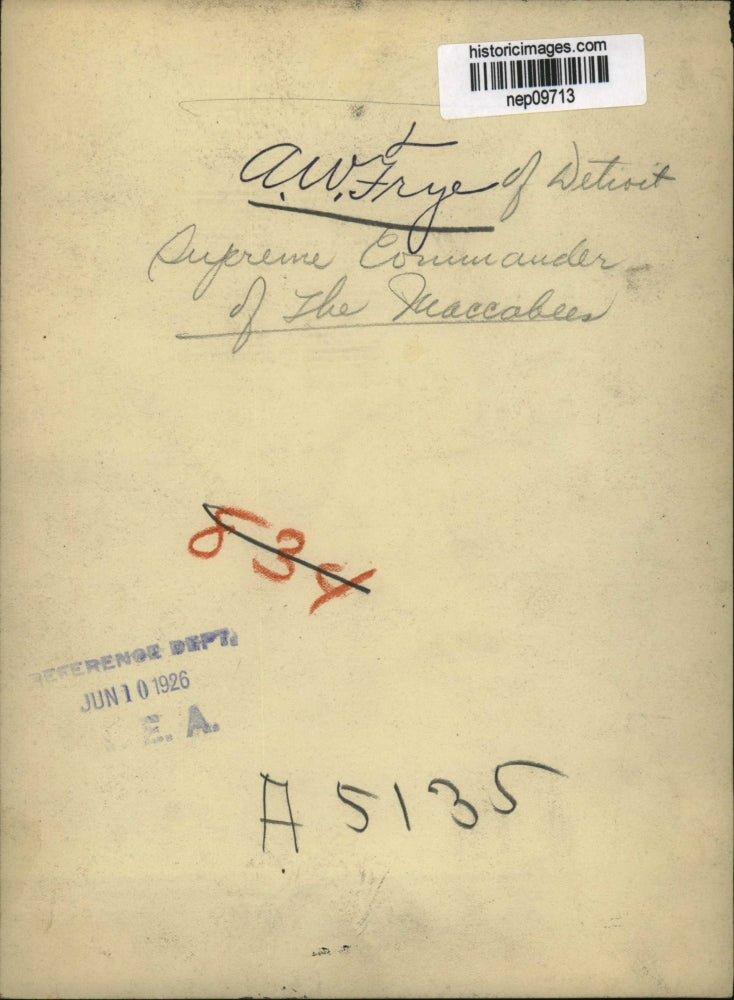 historicimages.com
nep09713
A.W. Frye of Detroit
Supreme Commander
of The Maccabees
834
REFERENCE DEPT.
JUN 10 1926
E. A.
A 5135